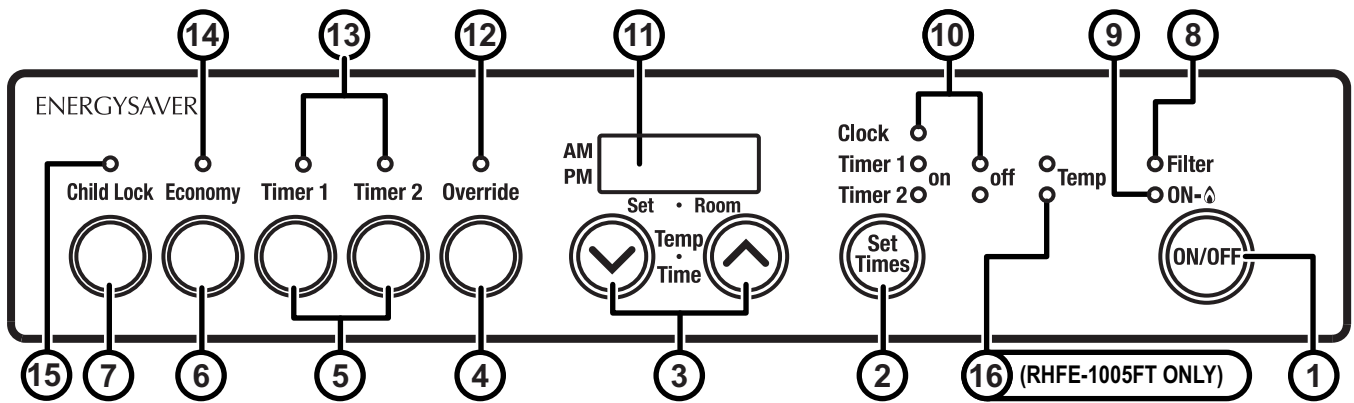 14 13 12 11 10 9 8
ENERGYSAVER
Clock
AM
PM
Timer 1 on off Temp Filter
Timer 2 ON-
Child Lock Economy Timer 1 Timer 2 Override
Set • Room
Temp
•
Time
Set
Times
ON/OFF
15 7 6 5 4 3 2 16 (RHFE-1005FT ONLY) 1